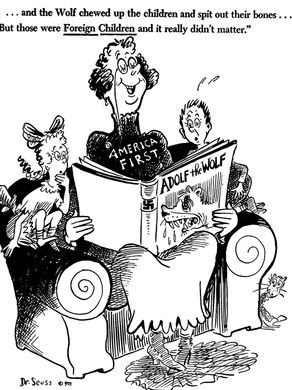 ... and the Wolf chewed up the children and spit out their bones ...
But those were Foreign Children and it really didn't matter."
AMERICA
FIRST
ADOLF the WOLF
Dr. Seuss